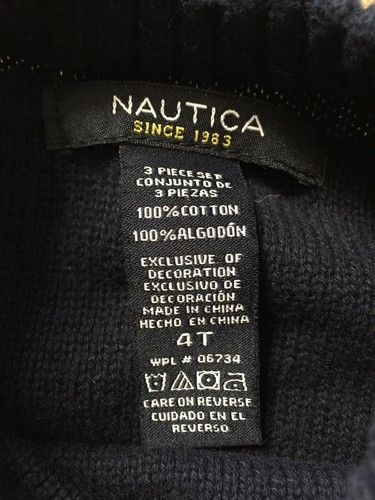 NAUTICA
SINCE 1983
3 PIECE SET
CONJUNTO DE
3 PIEZAS
100% COTTON
100% ALGODÓN
EXCLUSIVE OF
DECORATION
EXCLUSIVO DE
DECORACIÓN
MADE IN CHINA
HECHO EN CHINA
4T
WPL # 06734
CARE ON REVERSE
CUIDADO EN EL
REVERSO